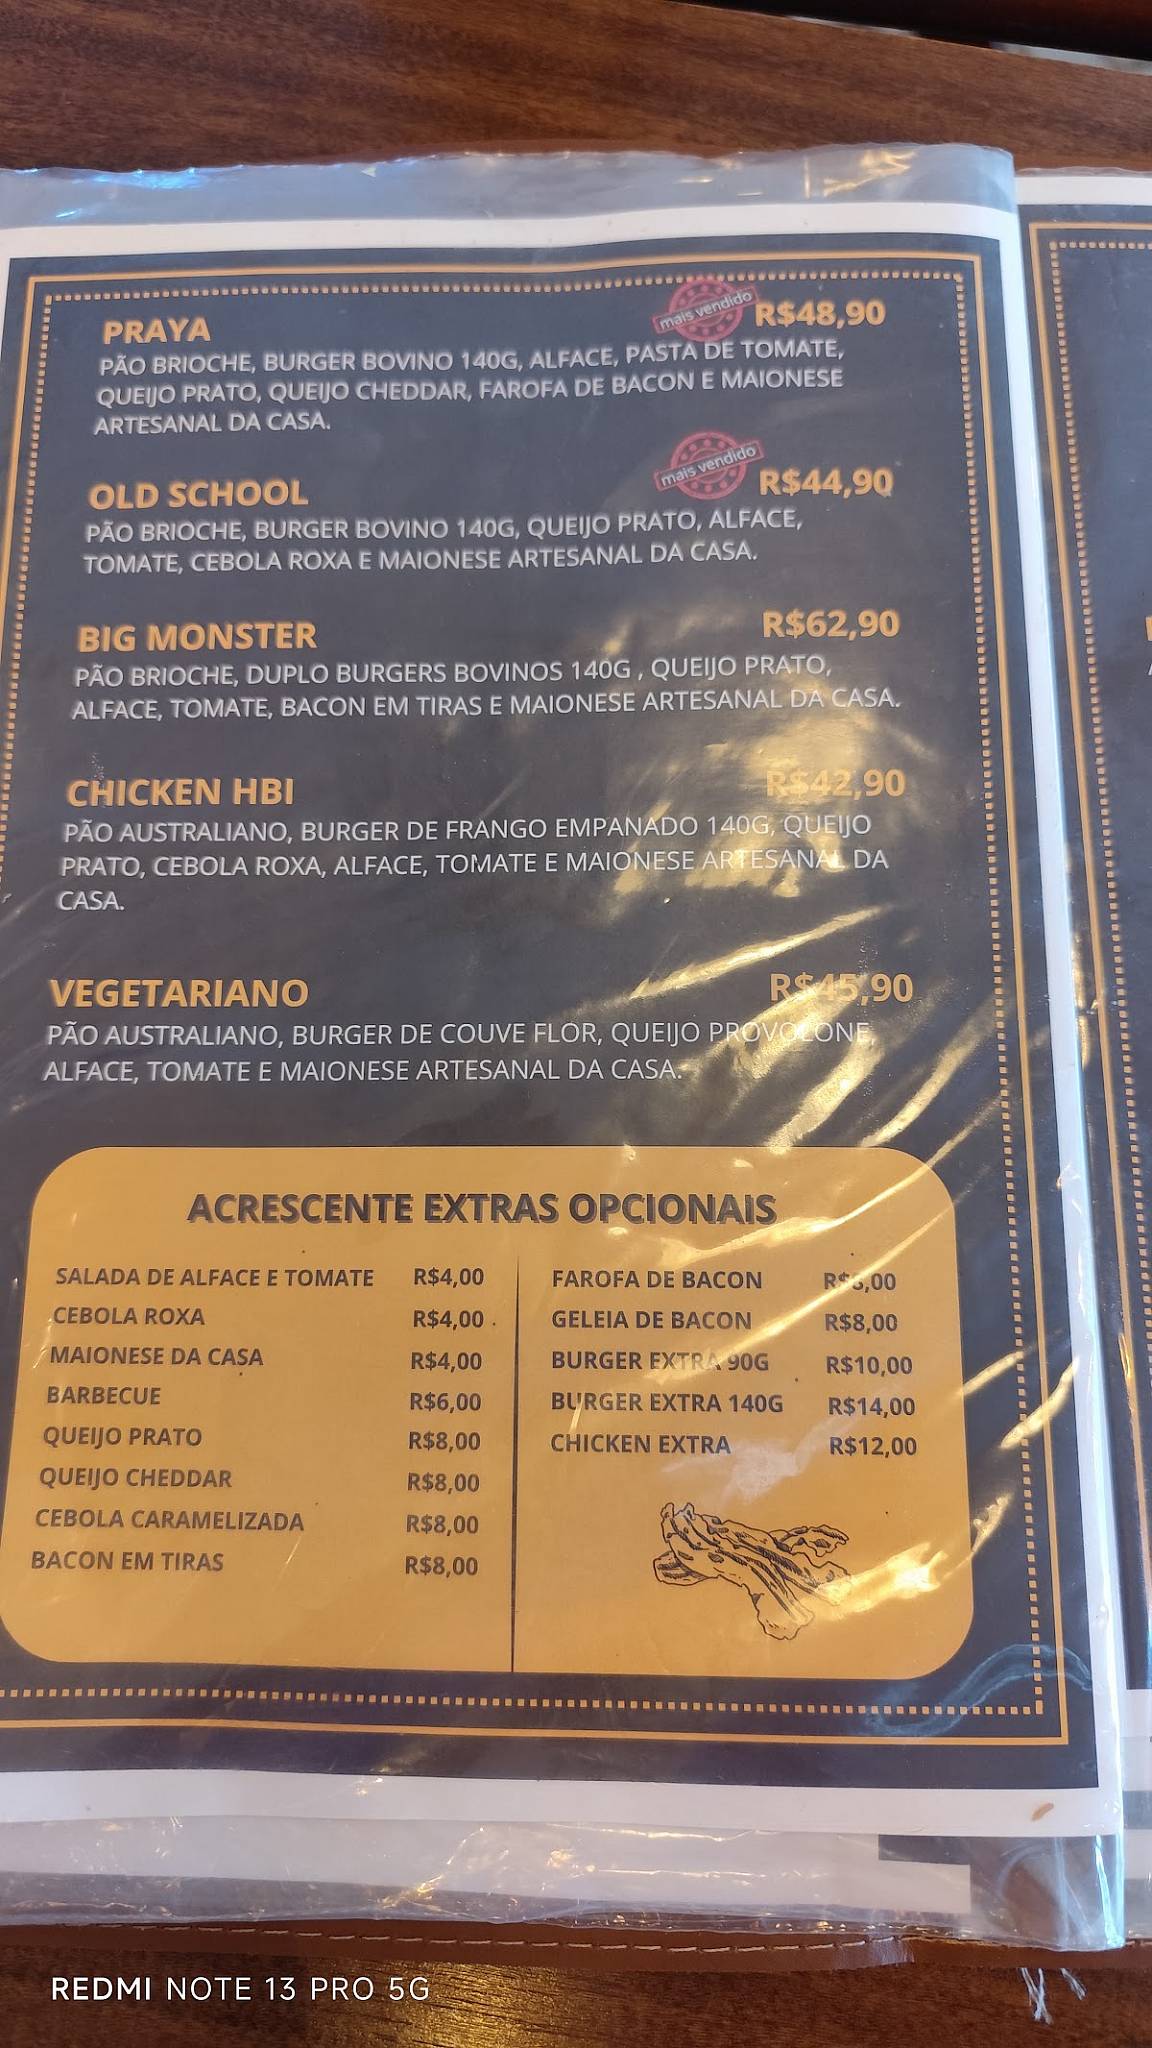 PRAYA
mais vendido
R$48,90
PÃO BRIOCHE, BURGER BOVINO 140G, ALFACE, PASTA DE TOMATE,
QUEIJO PRATO, QUEIJO CHEDDAR, FAROFA DE BACON E MAIONESE
ARTESANAL DA CASA.
OLD SCHOOL
mais vendido
R$44,90
PÃO BRIOCHE, BURGER BOVINO 140G, QUEIJO PRATO, ALFACE,
TOMATE, CEBOLA ROXA E MAIONESE ARTESANAL DA CASA.
BIG MONSTER
R$62,90
PÃO BRIOCHE, DUPLO BURGERS BOVINOS 140G , QUEIJO PRATO,
ALFACE, TOMATE, BACON EM TIRAS E MAIONESE ARTESANAL DA CASA.
CHICKEN HBI
R$42,90
PÃO AUSTRALIANO, BURGER DE FRANGO EMPANADO 140G, QUEIJO
PRATO, CEBOLA ROXA, ALFACE, TOMATE E MAIONESE ARTESANAL DA
CASA.
VEGETARIANO
R$45,90
PÃO AUSTRALIANO, BURGER DE COUVE FLOR, QUEIJO PROVOLONE,
ALFACE, TOMATE E MAIONESE ARTESANAL DA CASA.
ACRESCENTE EXTRAS OPCIONAIS
SALADA DE ALFACE E TOMATE R$4,00
CEBOLA ROXA R$4,00
MAIONESE DA CASA R$4,00
BARBECUE R$6,00
QUEIJO PRATO R$8,00
QUEIJO CHEDDAR R$8,00
CEBOLA CARAMELIZADA R$8,00
BACON EM TIRAS R$8,00
FAROFA DE BACON
GELEIA DE BACON R$8,00
BURGER EXTRA 90G R$10,00
BURGER EXTRA 140G R$14,00
CHICKEN EXTRA R$12,00
REDMI NOTE 13 PRO 5G